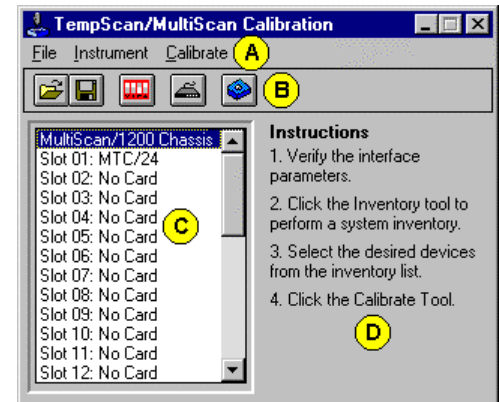 TempScan/MultiScan Calibration
File Instrument Calibrate A
B
MultiScan/1200 Chassis
Slot 01: MTC/24
Slot 02: No Card
Slot 03: No Card
Slot 04: No Card
Slot 05: No Card
Slot 06: No Card
Slot 07: No Card
Slot 08: No Card
Slot 09: No Card
Slot 10: No Card
Slot 11: No Card
Slot 12: No Card
C
Instructions
1. Verify the interface
parameters.
2. Click the Inventory tool to
perform a system inventory.
3. Select the desired devices
from the inventory list.
4. Click the Calibrate Tool.
D